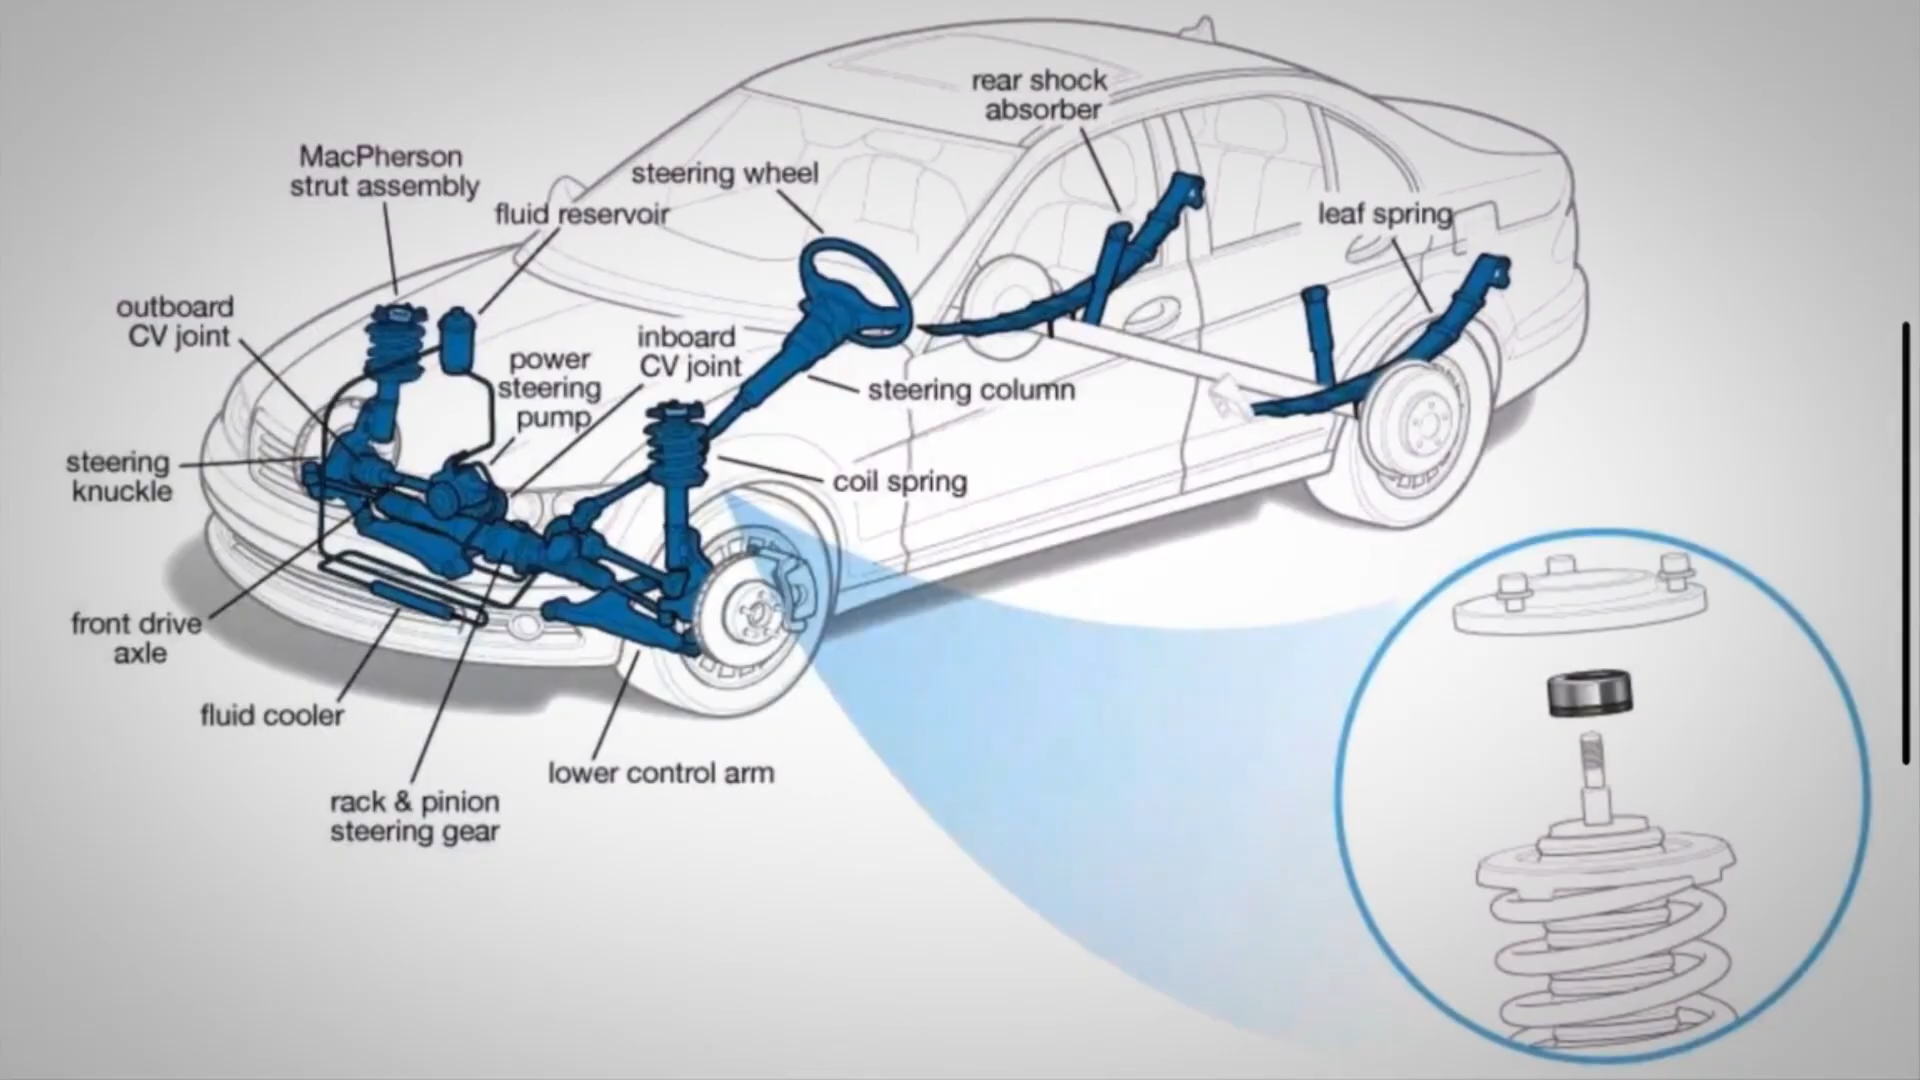 rear shock
absorber
MacPherson
strut assembly
steering wheel
fluid reservoir
leaf spring
outboard
CV joint
inboard
CV joint
power
steering
pump
steering column
steering
knuckle
coil spring
front drive
axle
fluid cooler
lower control arm
rack & pinion
steering gear